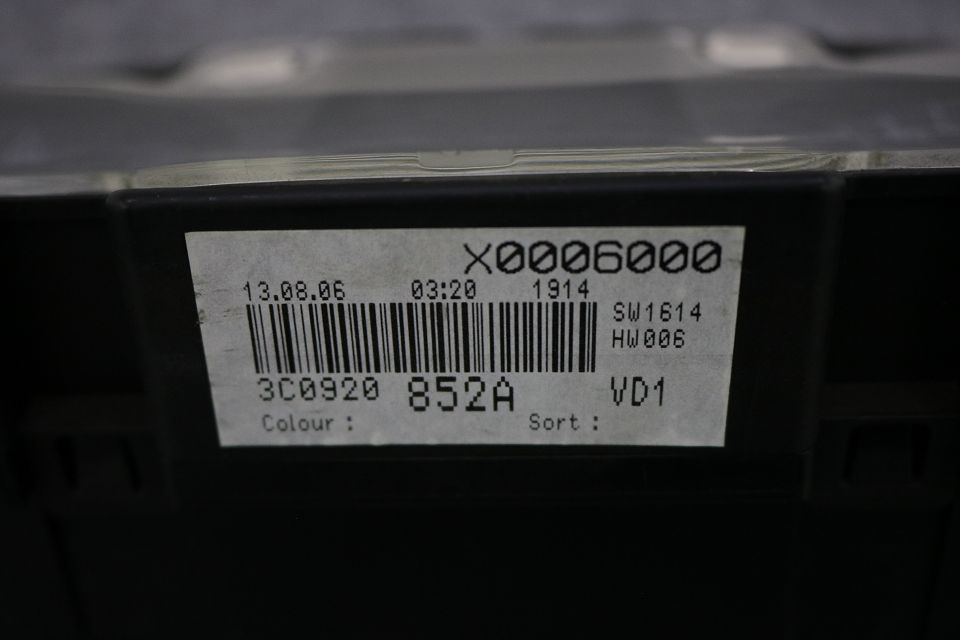 X0006000
13.08.06 03:20 1914
SW1614
HW006
3C0920 852A VD1
Colour : Sort :